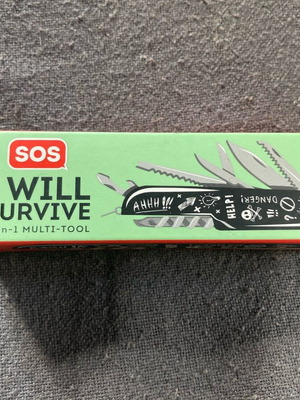 SOS
WILL
URVIVE
n-1 MULTI-TOOL
AHHH!!!
HELP!
DANGER!
!!!
?